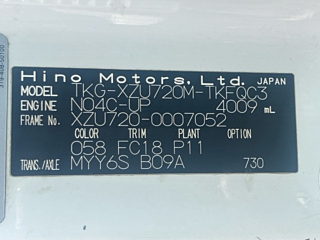 Hino Motors, Ltd. JAPAN
MODEL TKG-XZU720M-TKFQC3
ENGINE N04C-UP 4009 mL
FRAME No. XZU720-0007052
COLOR TRIM PLANT OPTION
058 FC18 P11
TRANS./AXLE MYY6S B09A 730